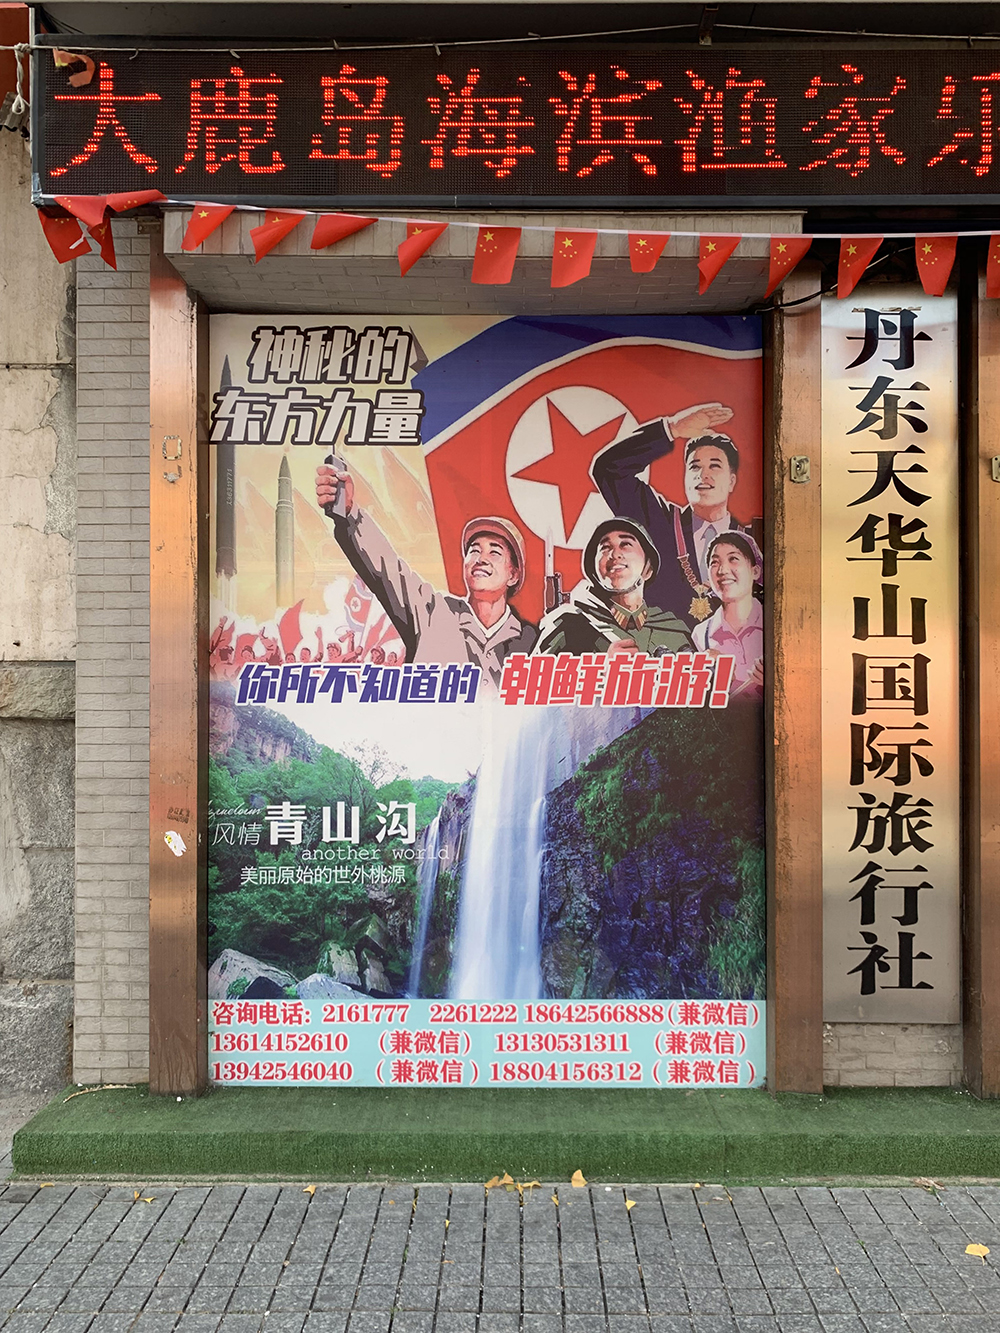 大鹿岛海滨渔家乐
神秘的
东方力量
你所不知道的 朝鲜旅游!
风情青山沟
another world
美丽原始的世外桃源
咨询电话: 2161777 2261222 18642566888(兼微信)
13614152610 (兼微信) 13130531311 (兼微信)
13942546040 (兼微信) 18804156312 (兼微信)
丹东天华山国际旅行社